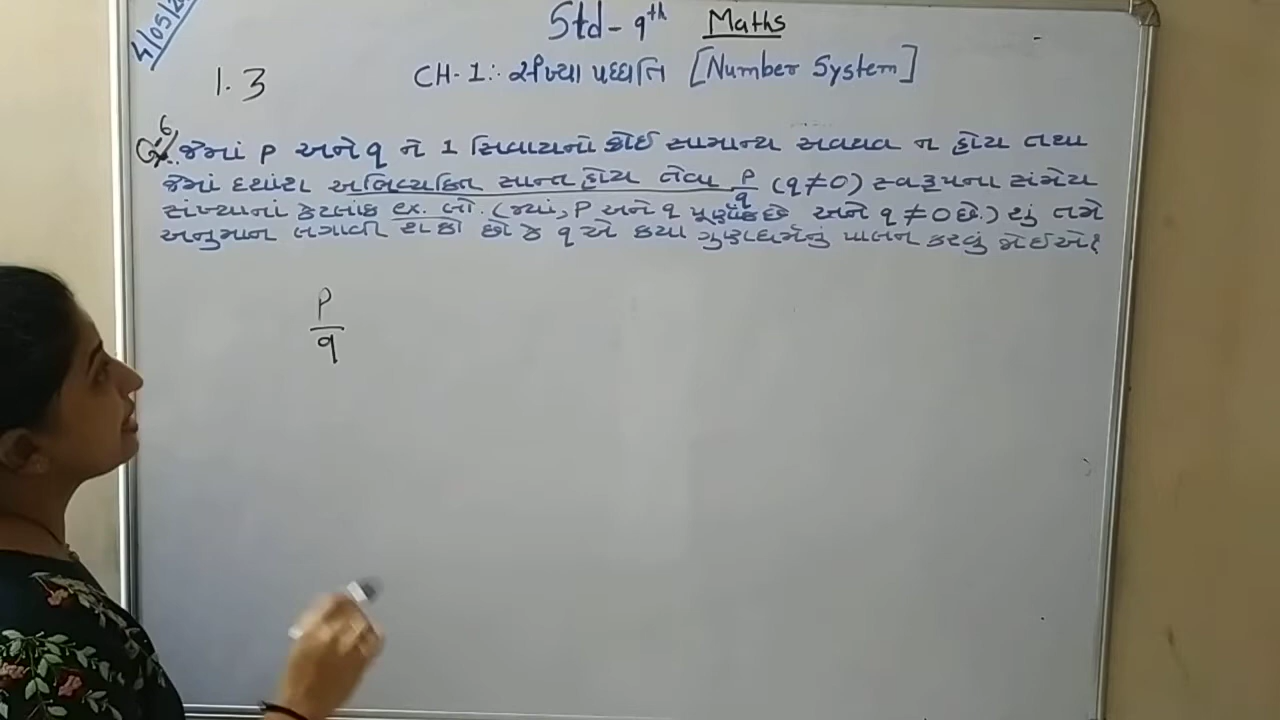 4/05/2
Std - 9th Maths
1.3
CH-1:- સંખ્યા પધ્ધતિ [Number System]
Q-6 જેમાં P અને q ને 1 સિવાયનો કોઈ સામાન્ય અવયવ ન હોય તથા
જેમાં દશાંશ અભિવ્યક્તિ સાન્ત હોય તેવા P/q (q≠0) સ્વરૂપના સંમેય
સંખ્યાનાં કેટલાંક ex. લો. (જ્યાં, P અને q પૂર્ણાંક છે અને q ≠ 0 છે.) શું તમે
અનુમાન લગાવી શકો છો કે q એ કયા ગુણધર્મનું પાલન કરવું જોઈએ?
P
q